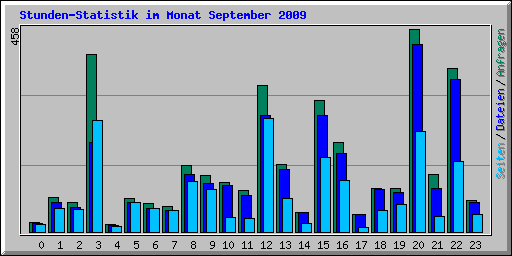 Stunden-Statistik im Monat September 2009
458
Seiten / Dateien / Anfragen
0 1 2 3 4 5 6 7 8 9 10 11 12 13 14 15 16 17 18 19 20 21 22 23